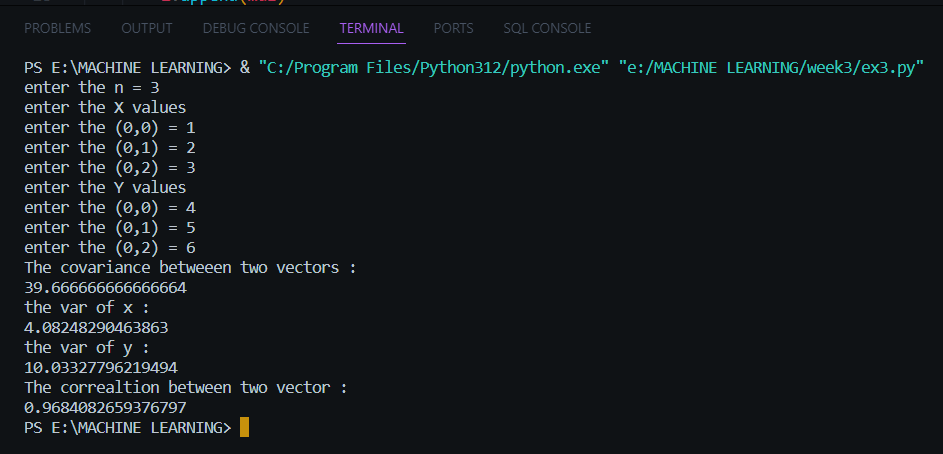 PROBLEMS OUTPUT DEBUG CONSOLE TERMINAL PORTS SQL CONSOLE
PS E:\MACHINE LEARNING> & "C:/Program Files/Python312/python.exe" "e:/MACHINE LEARNING/week3/ex3.py"
enter the n = 3
enter the X values
enter the (0,0) = 1
enter the (0,1) = 2
enter the (0,2) = 3
enter the Y values
enter the (0,0) = 4
enter the (0,1) = 5
enter the (0,2) = 6
The covariance betweeen two vectors :
39.666666666666664
the var of x :
4.08248290463863
the var of y :
10.03327796219494
The correaltion between two vector :
0.9684082659376797
PS E:\MACHINE LEARNING>